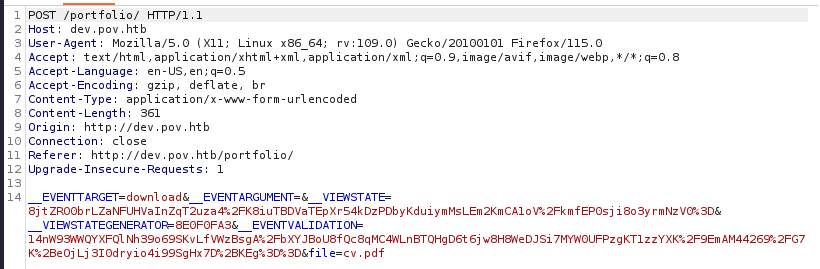 1 POST /portfolio/ HTTP/1.1
2 Host: dev.pov.htb
3 User-Agent: Mozilla/5.0 (X11; Linux x86_64; rv:109.0) Gecko/20100101 Firefox/115.0
4 Accept: text/html,application/xhtml+xml,application/xml;q=0.9,image/avif,image/webp,*/*;q=0.8
5 Accept-Language: en-US,en;q=0.5
6 Accept-Encoding: gzip, deflate, br
7 Content-Type: application/x-www-form-urlencoded
8 Content-Length: 361
9 Origin: http://dev.pov.htb
10 Connection: close
11 Referer: http://dev.pov.htb/portfolio/
12 Upgrade-Insecure-Requests: 1
13
14 __EVENTTARGET=download&__EVENTARGUMENT=&__VIEWSTATE=
8jtZRO0brLZaNFUHVaInZqT2uza4%2FK8iuTBDVaTEpXr54kDzPDbyKduiymMsLEm2KmCA1oV%2FkmfEP0sji8o3yrmNzV0%3D&
__VIEWSTATEGENERATOR=8E0F0FA3&__EVENTVALIDATION=
14nW93WWQYXFQlNh39o69SKvLfVWzBsgA%2FbXYJBoU8fQc8qMC4WLnBTQHgD6t6jw8H8WeDJSi7MYW0UFPzgKT1zzYXK%2F9EmAM44269%2FG7
K%2BeOjLj3I0dryio4i99SgHx7D%2BKEg%3D%3D&file=cv.pdf